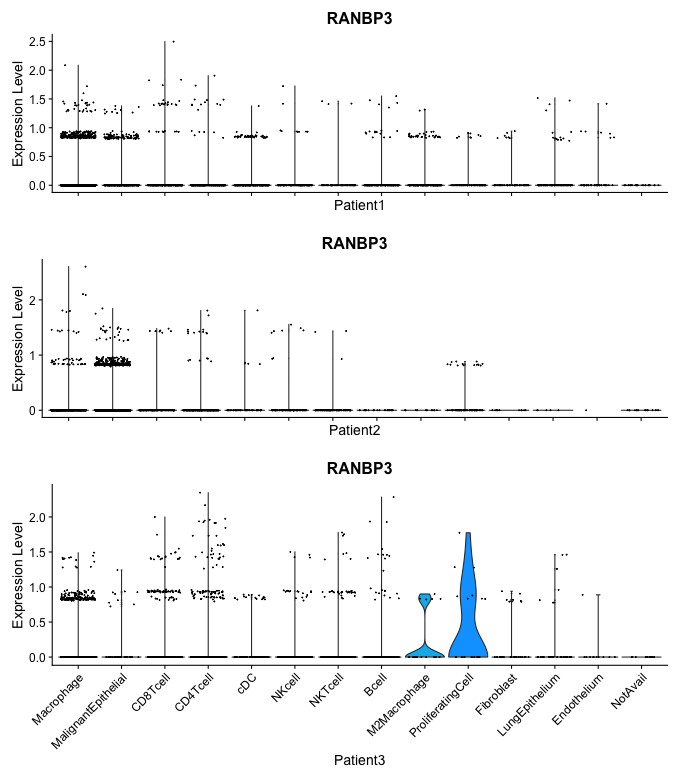 RANBP3
Expression Level
2.5
2.0
1.5
1.0
0.5
0.0
Patient1
RANBP3
Expression Level
2
1
0
Patient2
RANBP3
Expression Level
2.0
1.5
1.0
0.5
0.0
Macrophage
MalignantEpithelial
CD8Tcell
CD4Tcell
cDC
NKcell
NKTcell
Bcell
M2Macrophage
ProliferatingCell
Fibroblast
LungEpithelium
Endothelium
NotAvail
Patient3